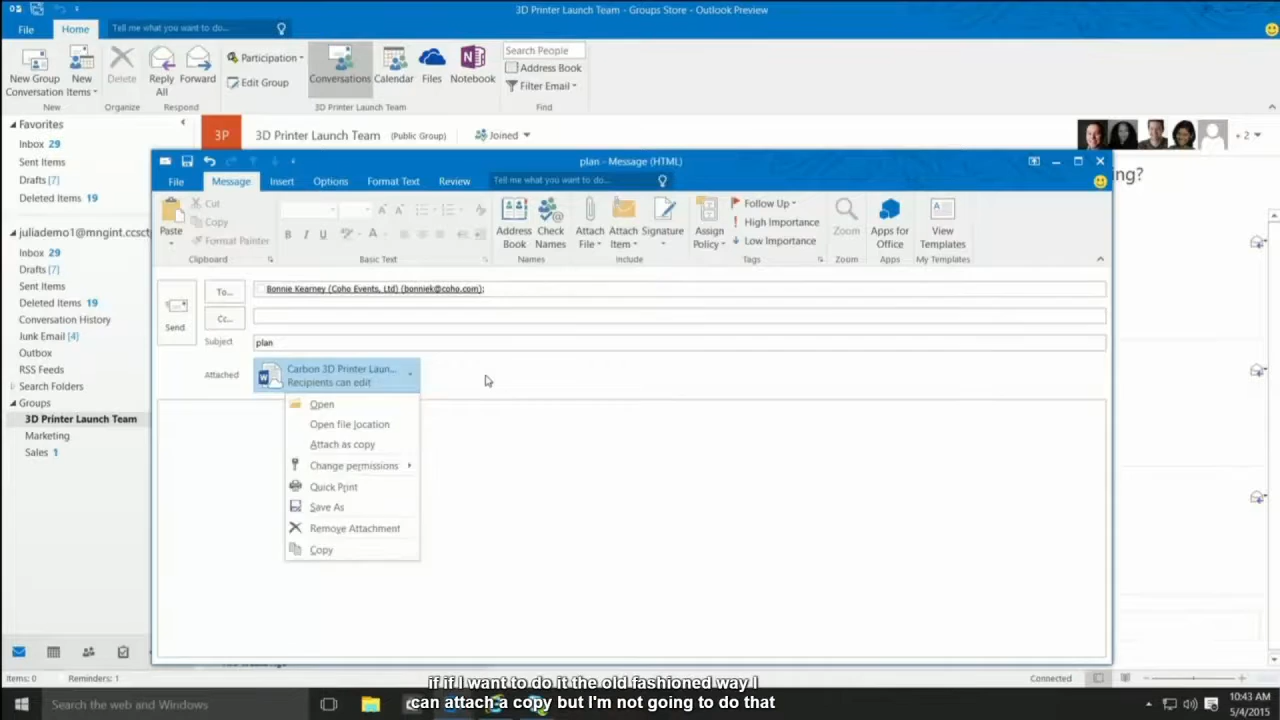 3D Printer Launch Team - Groups Store - Outlook Preview
File
Home
Tell me what you want to do...
New Group Conversation
New Items
New
Delete
Organize
Reply All
Forward
Respond
Participation
Edit Group
Conversations
Calendar
Files
Notebook
3D Printer Launch Team
Search People
Address Book
Filter Email
Find
Favorites
Inbox 29
Sent Items
Drafts [7]
Deleted Items 19
juliademo1@mngint.ccsct
Inbox 29
Drafts [7]
Sent Items
Deleted Items 19
Conversation History
Junk Email [4]
Outbox
RSS Feeds
Search Folders
Groups
3D Printer Launch Team
Marketing
Sales 1
3P
3D Printer Launch Team (Public Group)
Joined
+ 2
ng?
plan - Message (HTML)
File
Message
Insert
Options
Format Text
Review
Tell me what you want to do...
Paste
Cut
Copy
Format Painter
Clipboard
B I U
A
Basic Text
Address Book
Check Names
Names
Attach File
Attach Item
Signature
Include
Assign Policy
Follow Up
High Importance
Low Importance
Tags
Zoom
Zoom
Apps for Office
Apps
View Templates
My Templates
Send
To...
Bonnie Kearney (Coho Events, Ltd) (bonniek@coho.com);
Cc...
Subject
plan
Attached
Carbon 3D Printer Laun...
Recipients can edit
Open
Open file location
Attach as copy
Change permissions
Quick Print
Save As
Remove Attachment
Copy
Items: 0
Reminders: 1
Connected
if if I want to do it the old fashioned way I
can attach a copy but I'm not going to do that
Search the web and Windows
10:43 AM
5/4/2015